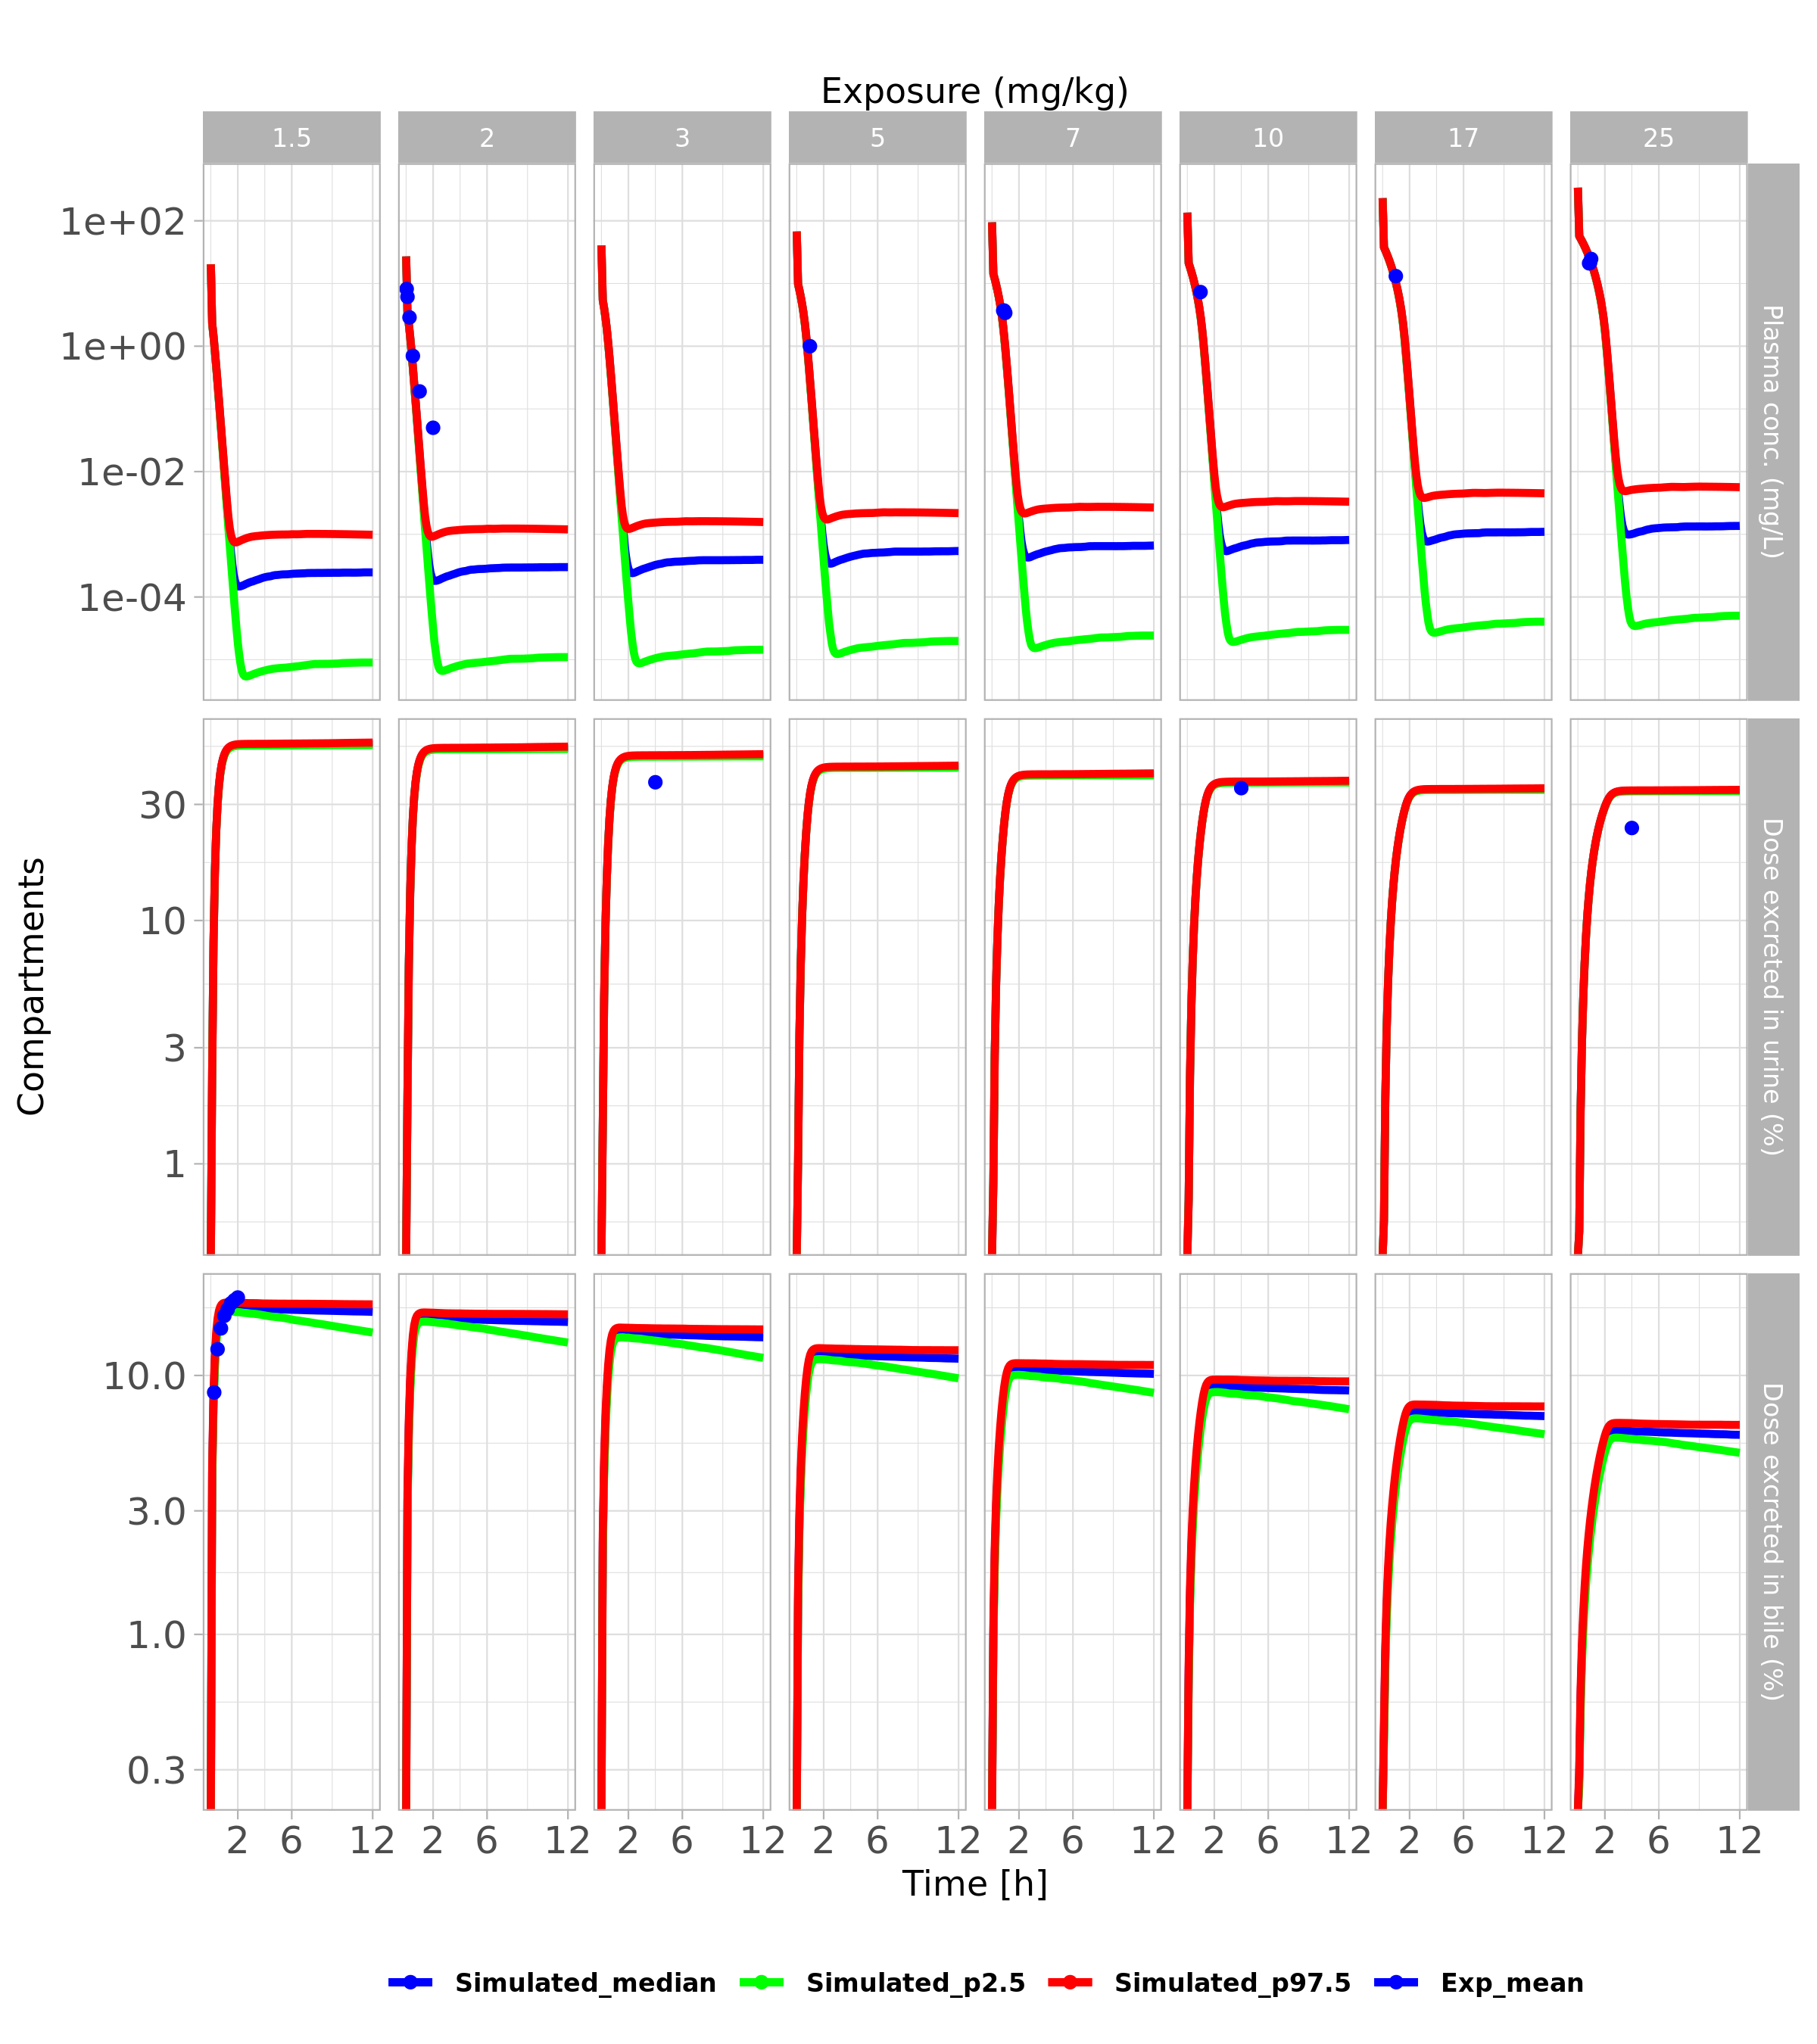 Exposure (mg/kg)
1.5 2 3 5 7 10 17 25
1e+02
1e+00
1e-02
1e-04
Plasma conc. (mg/L)
Compartments
30
10
3
1
Dose excreted in urine (%)
10.0
3.0
1.0
0.3
Dose excreted in bile (%)
2 6 12 2 6 12 2 6 12 2 6 12 2 6 12 2 6 12 2 6 12 2 6 12
Time [h]
Simulated_median Simulated_p2.5 Simulated_p97.5 Exp_mean